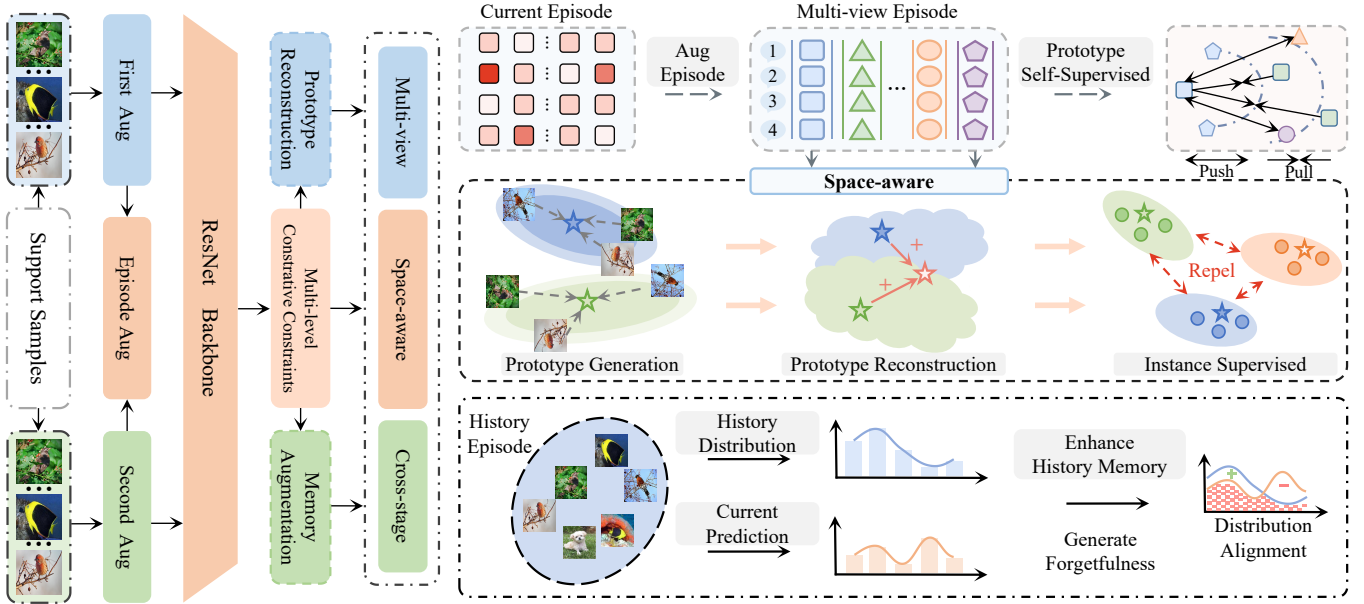 Support Samples
First Aug
Episode Aug
Second Aug
ResNet Backbone
Prototype
Reconstruction
Multi-level
Constrative Constraints
Memory
Augmentation
Multi-view
Space-aware
Cross-stage
Current Episode
Aug
Episode
Multi-view Episode
1
2
3
4
...
Prototype
Self-Supervised
Push
Pull
Space-aware
Prototype Generation
+
+
Prototype Reconstruction
Repel
Instance Supervised
History
Episode
History
Distribution
Current
Prediction
Enhance
History Memory
Generate
Forgetfulness
+
−
Distribution
Alignment